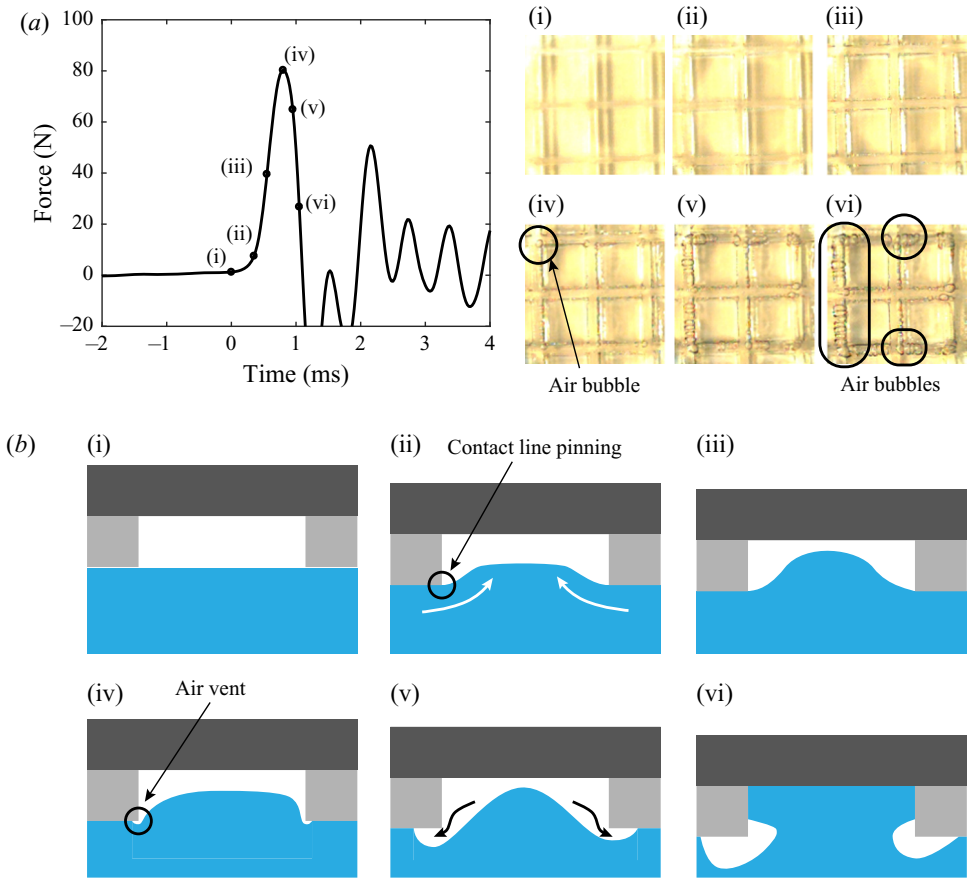 (a)
100
80
60
40
20
0
–20
Force (N)
–2
–1
0
1
2
3
4
Time (ms)
(i)
(ii)
(iii)
(iv)
(v)
(vi)
(i)
(ii)
(iii)
(iv)
(v)
(vi)
Air bubble
Air bubbles
(b)
(i)
(ii)
(iii)
Contact line pinning
(iv)
(v)
(vi)
Air vent